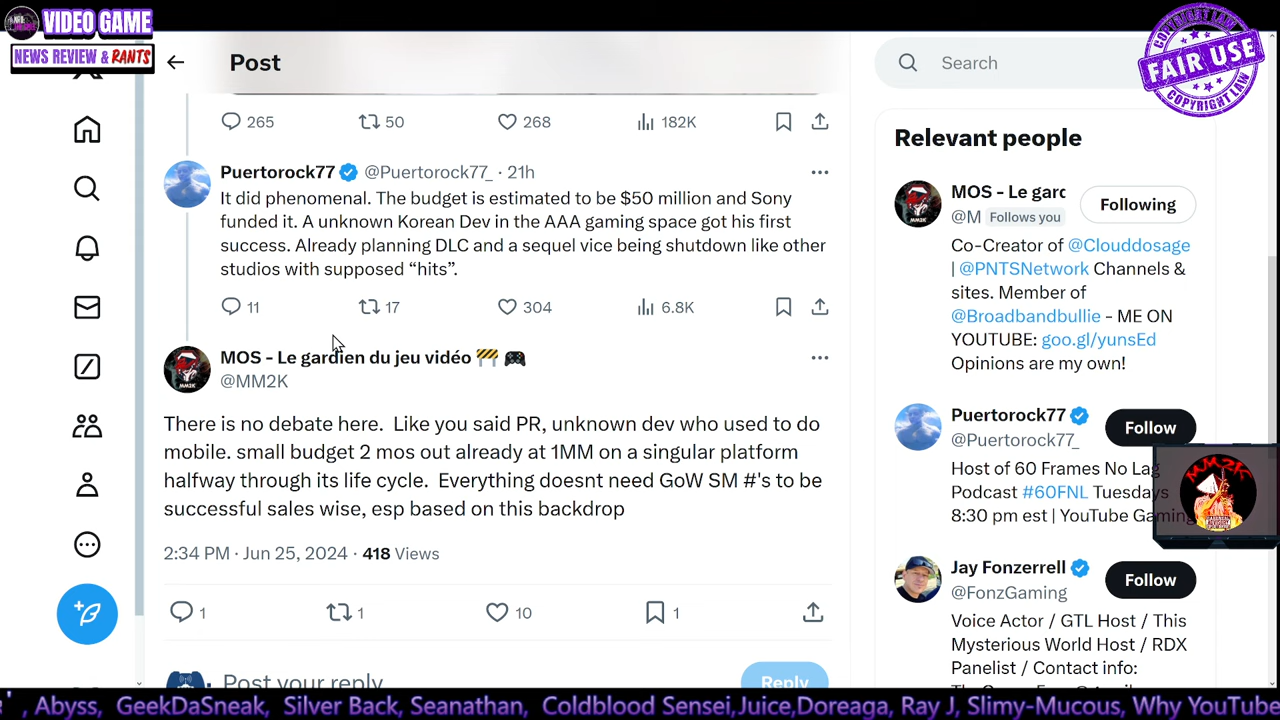 VIDEO GAME
NEWS REVIEW & RANTS
Post
Search
COPYRIGHT LAW
FAIR USE
COPYRIGHT LAW
265 50 268 182K
Puertorock77 @Puertorock77_ · 21h
It did phenomenal. The budget is estimated to be $50 million and Sony
funded it. A unknown Korean Dev in the AAA gaming space got his first
success. Already planning DLC and a sequel vice being shutdown like other
studios with supposed “hits”.
11 17 304 6.8K
MOS - Le gardien du jeu vidéo
@MM2K
There is no debate here. Like you said PR, unknown dev who used to do
mobile. small budget 2 mos out already at 1MM on a singular platform
halfway through its life cycle. Everything doesnt need GoW SM #'s to be
successful sales wise, esp based on this backdrop
2:34 PM · Jun 25, 2024 · 418 Views
1 1 10 1
Post your reply
Reply
Relevant people
MOS - Le garc
@M Follows you
Following
Co-Creator of @Clouddosage
| @PNTSNetwork Channels &
sites. Member of
@Broadbandbullie - ME ON
YOUTUBE: goo.gl/yunsEd
Opinions are my own!
Puertorock77
@Puertorock77_
Follow
Host of 60 Frames No Lag
Podcast #60FNL Tuesdays
8:30 pm est | YouTube Gaming
MM2K
Jay Fonzerrell
@FonzGaming
Follow
Voice Actor / GTL Host / This
Mysterious World Host / RDX
Panelist / Contact info:
, Abyss, GeekDaSneak, Silver Back, Seanathan, Coldblood Sensei,Juice,Doreaga, Ray J, Slimy-Mucous, Why YouTube